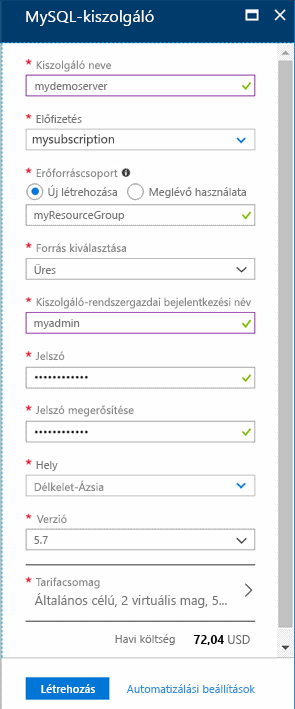 MySQL-kiszolgáló
* Kiszolgáló neve
mydemoserver
* Előfizetés
mysubscription
* Erőforráscsoport
Új létrehozása Meglévő használata
myResourceGroup
* Forrás kiválasztása
Üres
* Kiszolgáló-rendszergazdai bejelentkezési név
myadmin
* Jelszó
••••••••••••
* Jelszó megerősítése
••••••••••••
* Hely
Délkelet-Ázsia
* Verzió
5.7
* Tarifacsomag
Általános célú, 2 virtuális mag, 5...
Havi költség 72,04 USD
Létrehozás Automatizálási beállítások